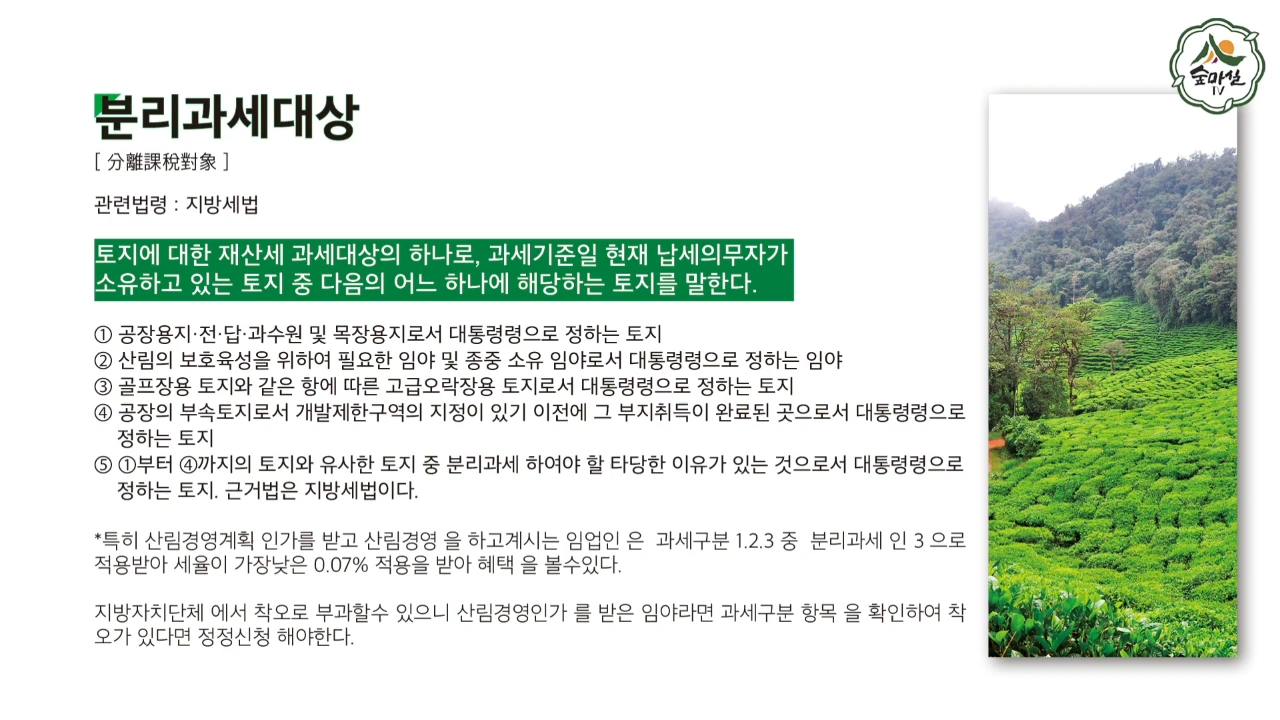 숲마실
TV
분리과세대상
[ 分離課稅對象 ]
관련법령 : 지방세법
토지에 대한 재산세 과세대상의 하나로, 과세기준일 현재 납세의무자가
소유하고 있는 토지 중 다음의 어느 하나에 해당하는 토지를 말한다.
① 공장용지·전·답·과수원 및 목장용지로서 대통령령으로 정하는 토지
② 산림의 보호육성을 위하여 필요한 임야 및 종중 소유 임야로서 대통령령으로 정하는 임야
③ 골프장용 토지와 같은 항에 따른 고급오락장용 토지로서 대통령령으로 정하는 토지
④ 공장의 부속토지로서 개발제한구역의 지정이 있기 이전에 그 부지취득이 완료된 곳으로서 대통령령으로
정하는 토지
⑤ ①부터 ④까지의 토지와 유사한 토지 중 분리과세 하여야 할 타당한 이유가 있는 것으로서 대통령령으로
정하는 토지. 근거법은 지방세법이다.
*특히 산림경영계획 인가를 받고 산림경영 을 하고계시는 임업인 은 과세구분 1.2.3 중 분리과세 인 3 으로
적용받아 세율이 가장낮은 0.07% 적용을 받아 혜택 을 볼수있다.
지방자치단체 에서 착오로 부과할수 있으니 산림경영인가 를 받은 임야라면 과세구분 항목 을 확인하여 착
오가 있다면 정정신청 해야한다.